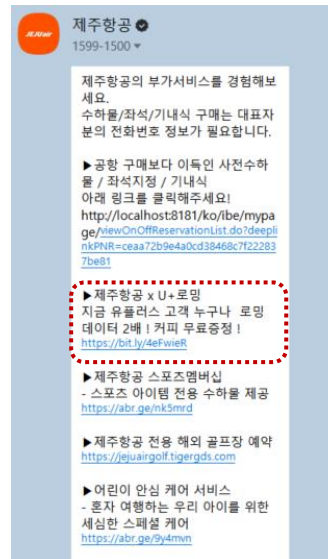 JEJUair
제주항공
1599-1500
제주항공의 부가서비스를 경험해보
세요.
수하물/좌석/기내식 구매는 대표자
분의 전화번호 정보가 필요합니다.
▶공항 구매보다 이득인 사전수하
물 / 좌석지정 / 기내식
아래 링크를 클릭해주세요!
http://localhost:8181/ko/ibe/mypa
ge/viewOnOffReservationList.do?deepli
nkPNR=ceaa72b9e4a0cd38468c7f22283
7be81
▶제주항공 x U+로밍
지금 유플러스 고객 누구나 로밍
데이터 2배 ! 커피 무료증정 !
https://bit.ly/4eFwieR
▶제주항공 스포츠멤버십
- 스포츠 아이템 전용 수하물 제공
https://abr.ge/nk5mrd
▶제주항공 전용 해외 골프장 예약
https://jejuairgolf.tigergds.com
▶어린이 안심 케어 서비스
- 혼자 여행하는 우리 아이를 위한
세심한 스페셜 케어
https://abr.ge/9y4mvn